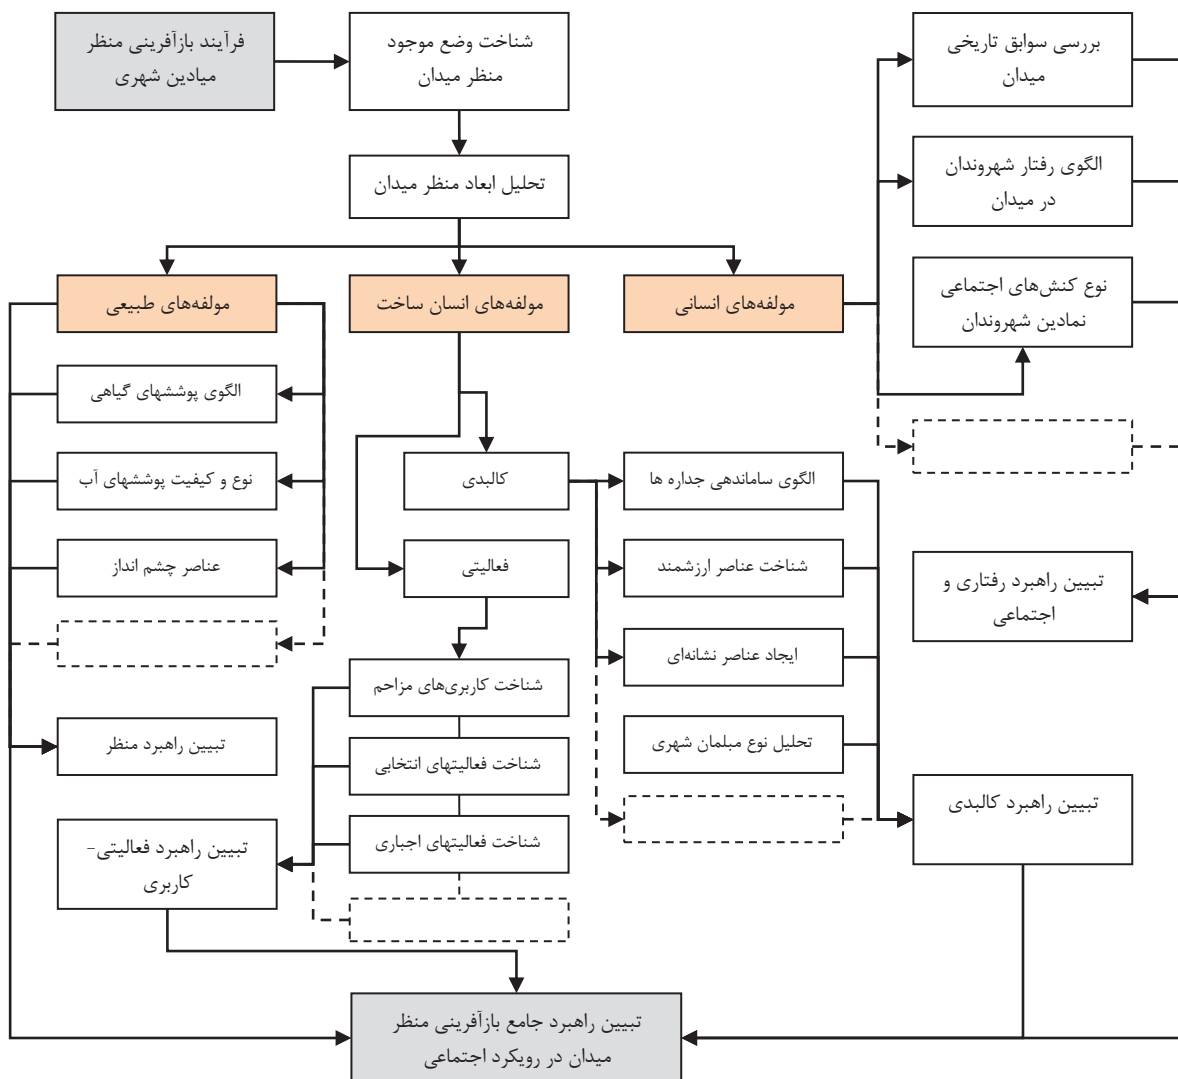 فرآیند بازآفرینی منظر
میادین شهری
شناخت وضع موجود
منظر میدان
تحلیل ابعاد منظر میدان
مولفه‌های انسانی
مولفه‌های انسان ساخت
مولفه‌های طبیعی
بررسی سوابق تاریخی
میدان
الگوی رفتار شهروندان
در میدان
نوع کنش‌های اجتماعی
نمادین شهروندان
تبیین راهبرد رفتاری و
اجتماعی
کالبدی
الگوی ساماندهی جداره ها
شناخت عناصر ارزشمند
ایجاد عناصر نشانه‌ای
تحلیل نوع مبلمان شهری
تبیین راهبرد کالبدی
فعالیتی
شناخت کاربری‌های مزاحم
شناخت فعالیتهای انتخابی
شناخت فعالیتهای اجباری
تبیین راهبرد فعالیتی-
کاربری
الگوی پوششهای گیاهی
نوع و کیفیت پوششهای آب
عناصر چشم انداز
تبیین راهبرد منظر
تبیین راهبرد جامع بازآفرینی منظر
میدان در رویکرد اجتماعی